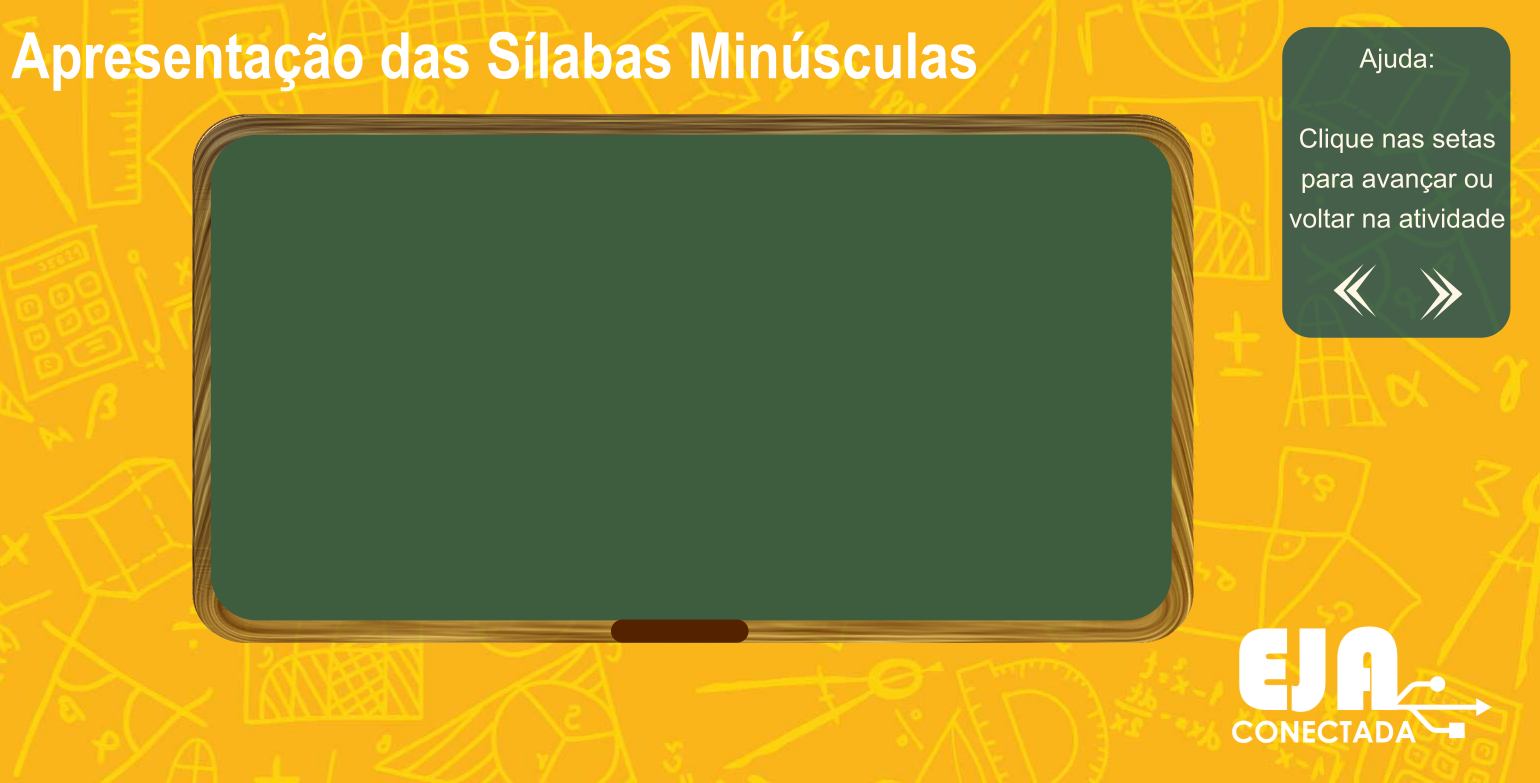 Apresentação das Sílabas Minúsculas
Ajuda:
Clique nas setas
para avançar ou
voltar na atividade
EJA
CONECTADA